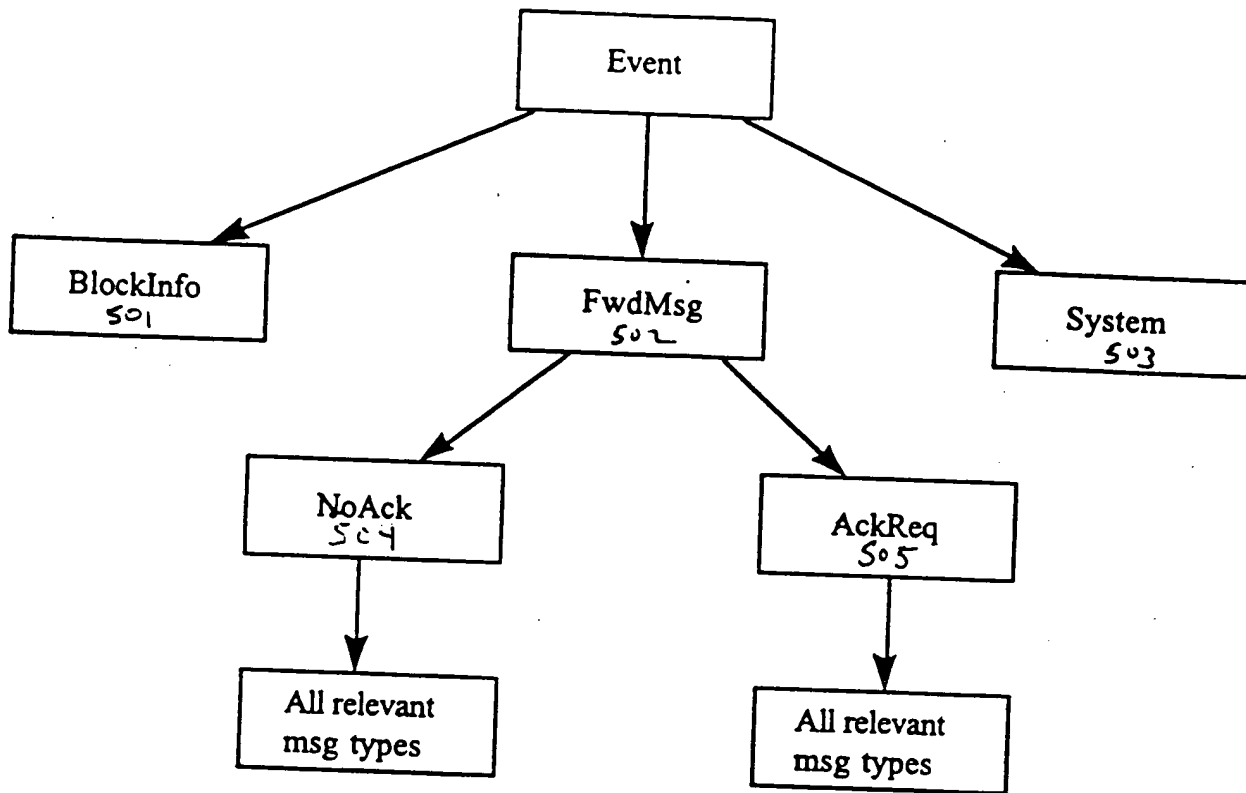 Event
BlockInfo
501
FwdMsg
502
System
503
NoAck
504
AckReq
505
All relevant
msg types
All relevant
msg types